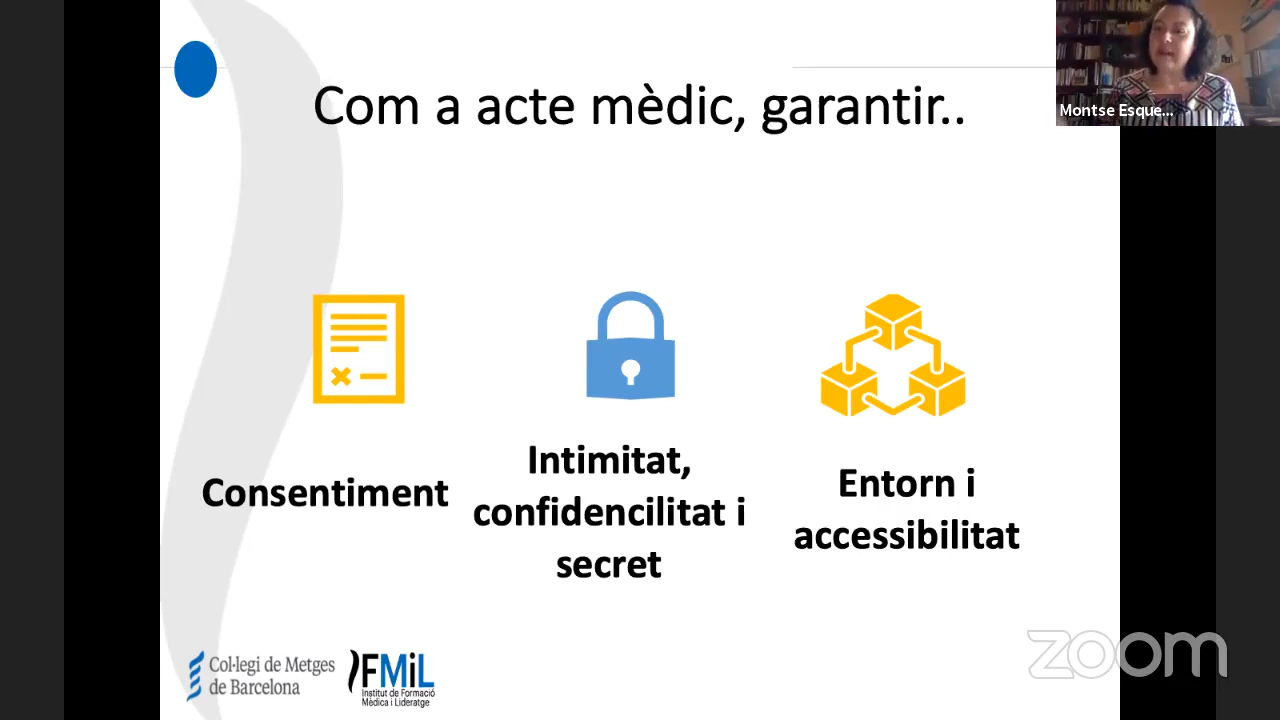 Com a acte mèdic, garantir..
Montse Esque...
Consentiment
Intimitat,
confidencilitat i
secret
Entorn i
accessibilitat
Col·legi de Metges
de Barcelona
FMiL
Institut de Formació
Mèdica i Lideratge
zoom